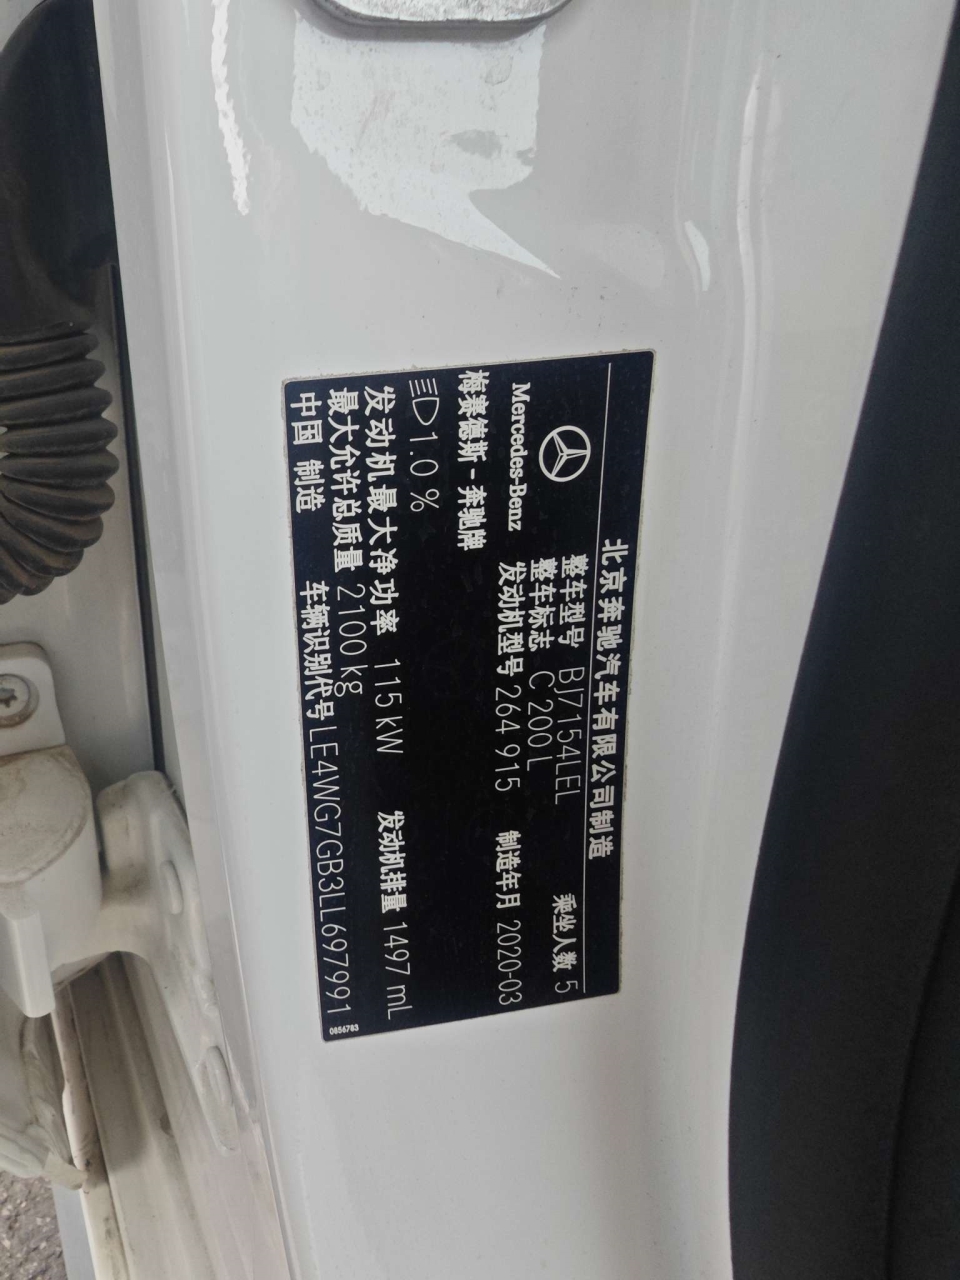 北京奔驰汽车有限公司制造
Mercedes-Benz
整车型号 BJ7154LEL
乘坐人数 5
整车标志 C 200 L
梅赛德斯-奔驰牌
发动机型号 264 915
制造年月 2020-03
1.0 %
发动机最大净功率 115 kW
发动机排量 1497 mL
最大允许总质量 2100 kg
中国 制造
车辆识别代号 LE4WG7GB3LL697991
0856783